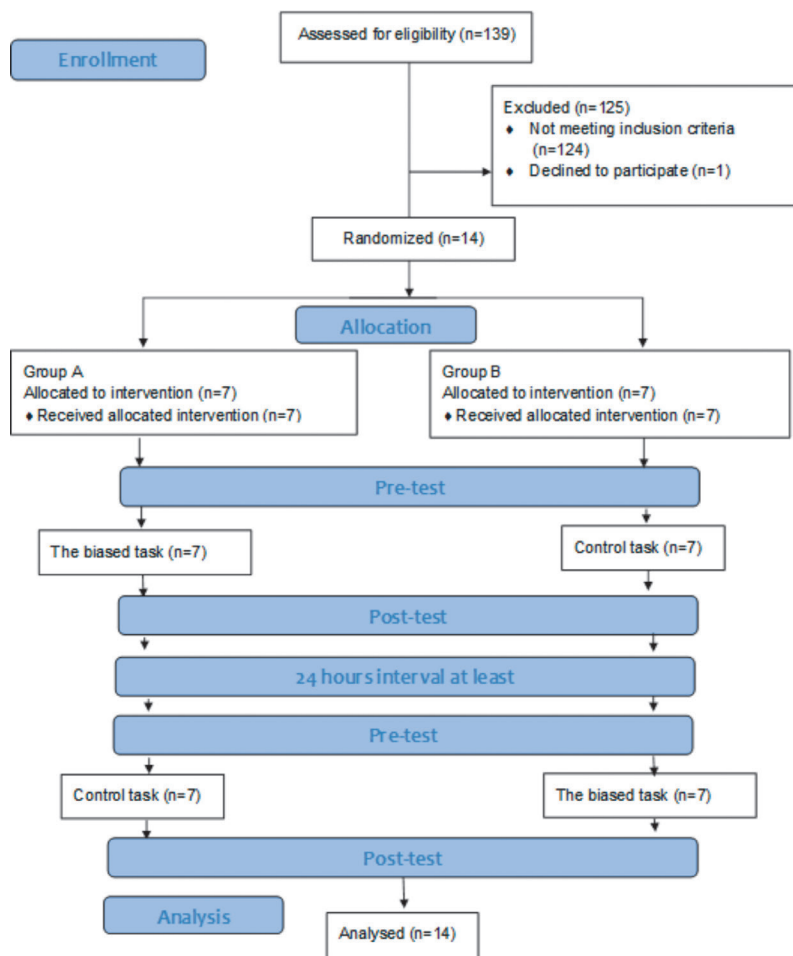 Assessed for eligibility (n=139)
Enrollment
Excluded (n=125)
♦ Not meeting inclusion criteria
(n=124)
♦ Declined to participate (n=1)
Randomized (n=14)
Allocation
Group A
Allocated to intervention (n=7)
♦ Received allocated intervention (n=7)
Group B
Allocated to intervention (n=7)
♦ Received allocated intervention (n=7)
Pre-test
The biased task (n=7)
Control task (n=7)
Post-test
24 hours interval at least
Pre-test
Control task (n=7)
The biased task (n=7)
Post-test
Analysis
Analysed (n=14)